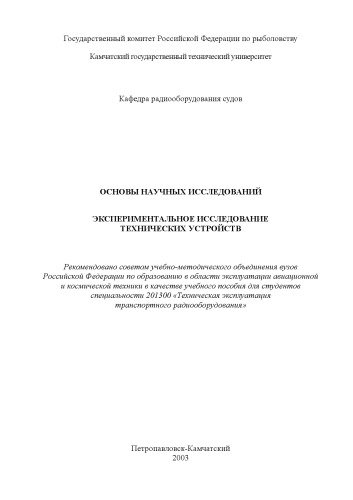 Государственный комитет Российской Федерации по рыболовству
Камчатский государственный технический университет
Кафедра радиооборудования судов
ОСНОВЫ НАУЧНЫХ ИССЛЕДОВАНИЙ
ЭКСПЕРИМЕНТАЛЬНОЕ ИССЛЕДОВАНИЕ
ТЕХНИЧЕСКИХ УСТРОЙСТВ
Рекомендовано советом учебно-методического объединения вузов
Российской Федерации по образованию в области эксплуатации авиационной
и космической техники в качестве учебного пособия для студентов
специальности 201300 «Техническая эксплуатация
транспортного радиооборудования»
Петропавловск-Камчатский
2003